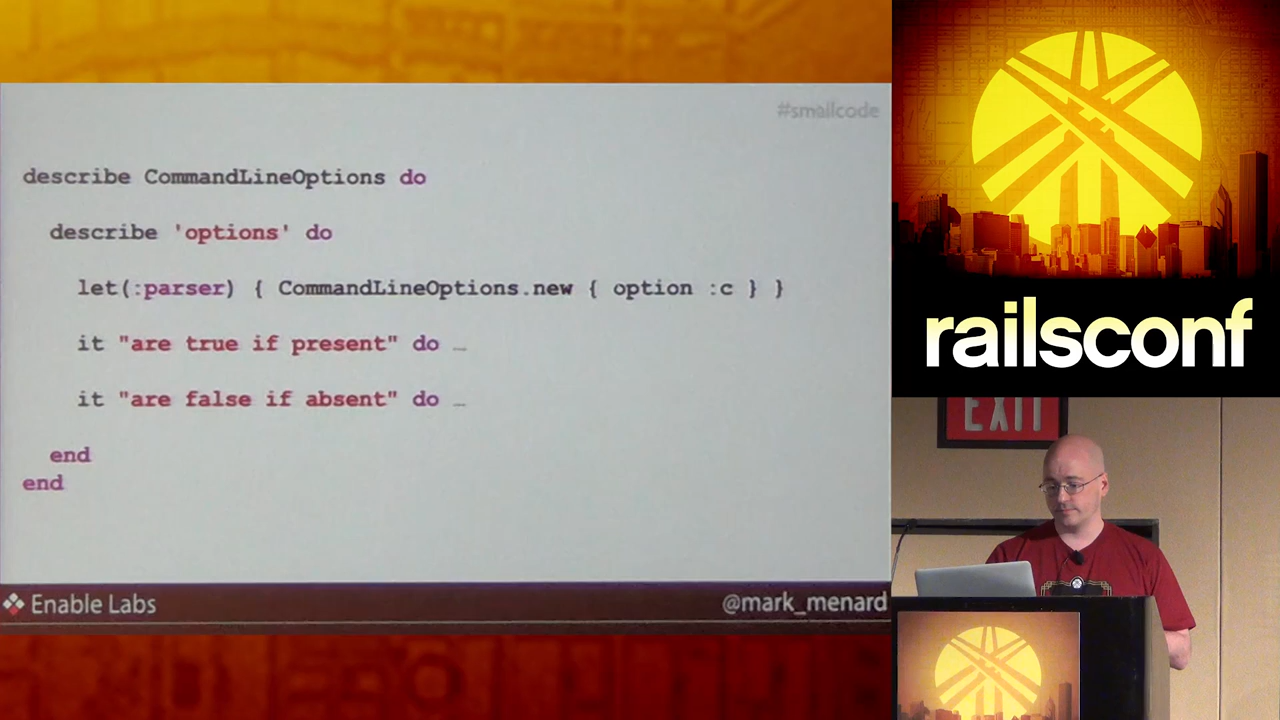 #smallcode
describe CommandLineOptions do
describe 'options' do
let(:parser) { CommandLineOptions.new { option :c } }
it "are true if present" do …
it "are false if absent" do …
end
end
Enable Labs
@mark_menard
railsconf
EXIT